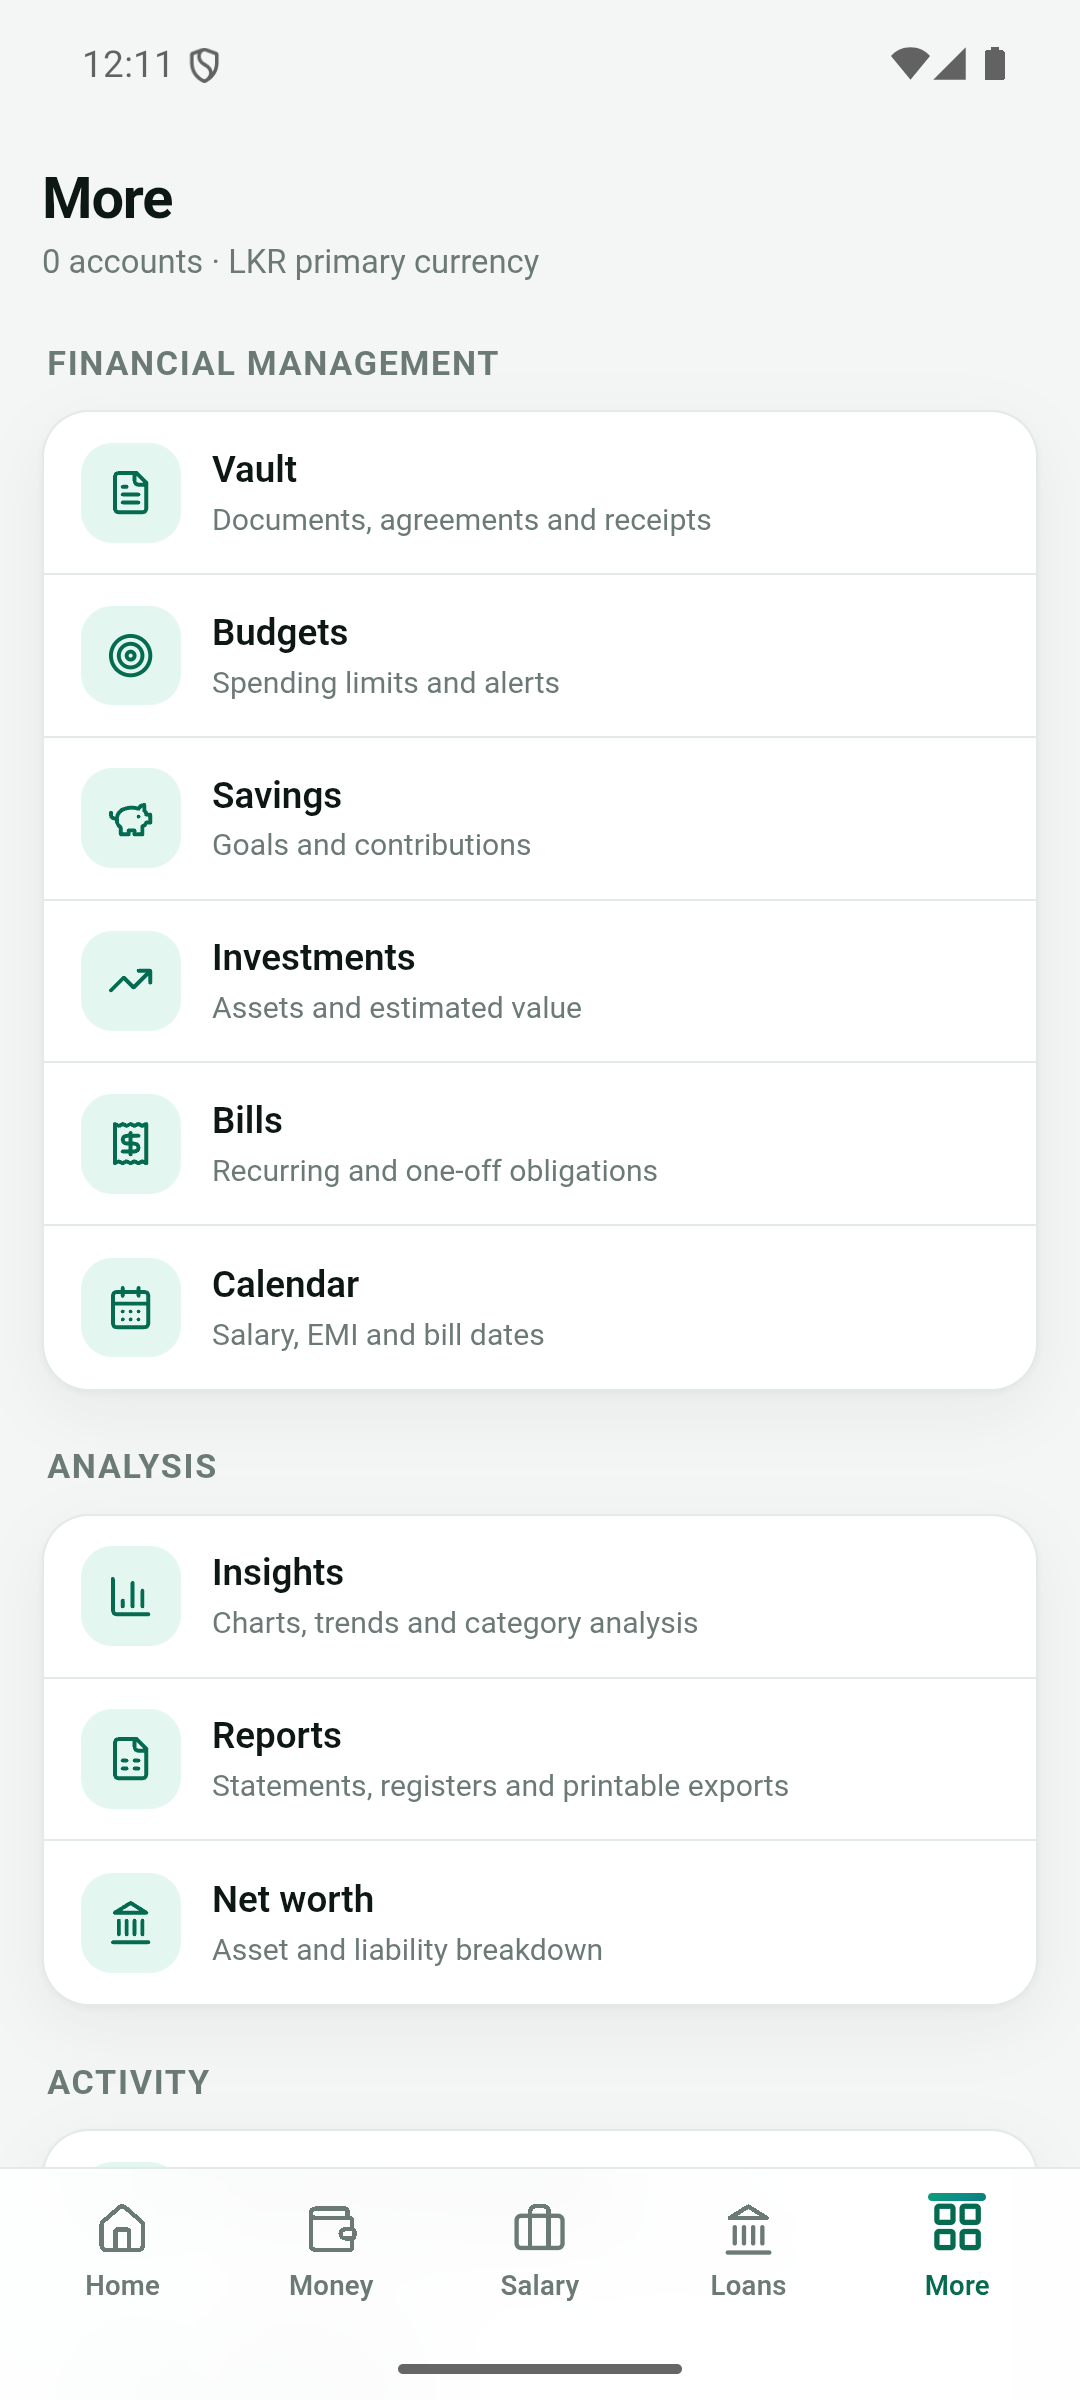 12:11
More
0 accounts · LKR primary currency
FINANCIAL MANAGEMENT
Vault
Documents, agreements and receipts
Budgets
Spending limits and alerts
Savings
Goals and contributions
Investments
Assets and estimated value
Bills
Recurring and one-off obligations
Calendar
Salary, EMI and bill dates
ANALYSIS
Insights
Charts, trends and category analysis
Reports
Statements, registers and printable exports
Net worth
Asset and liability breakdown
ACTIVITY
Home
Money
Salary
Loans
More